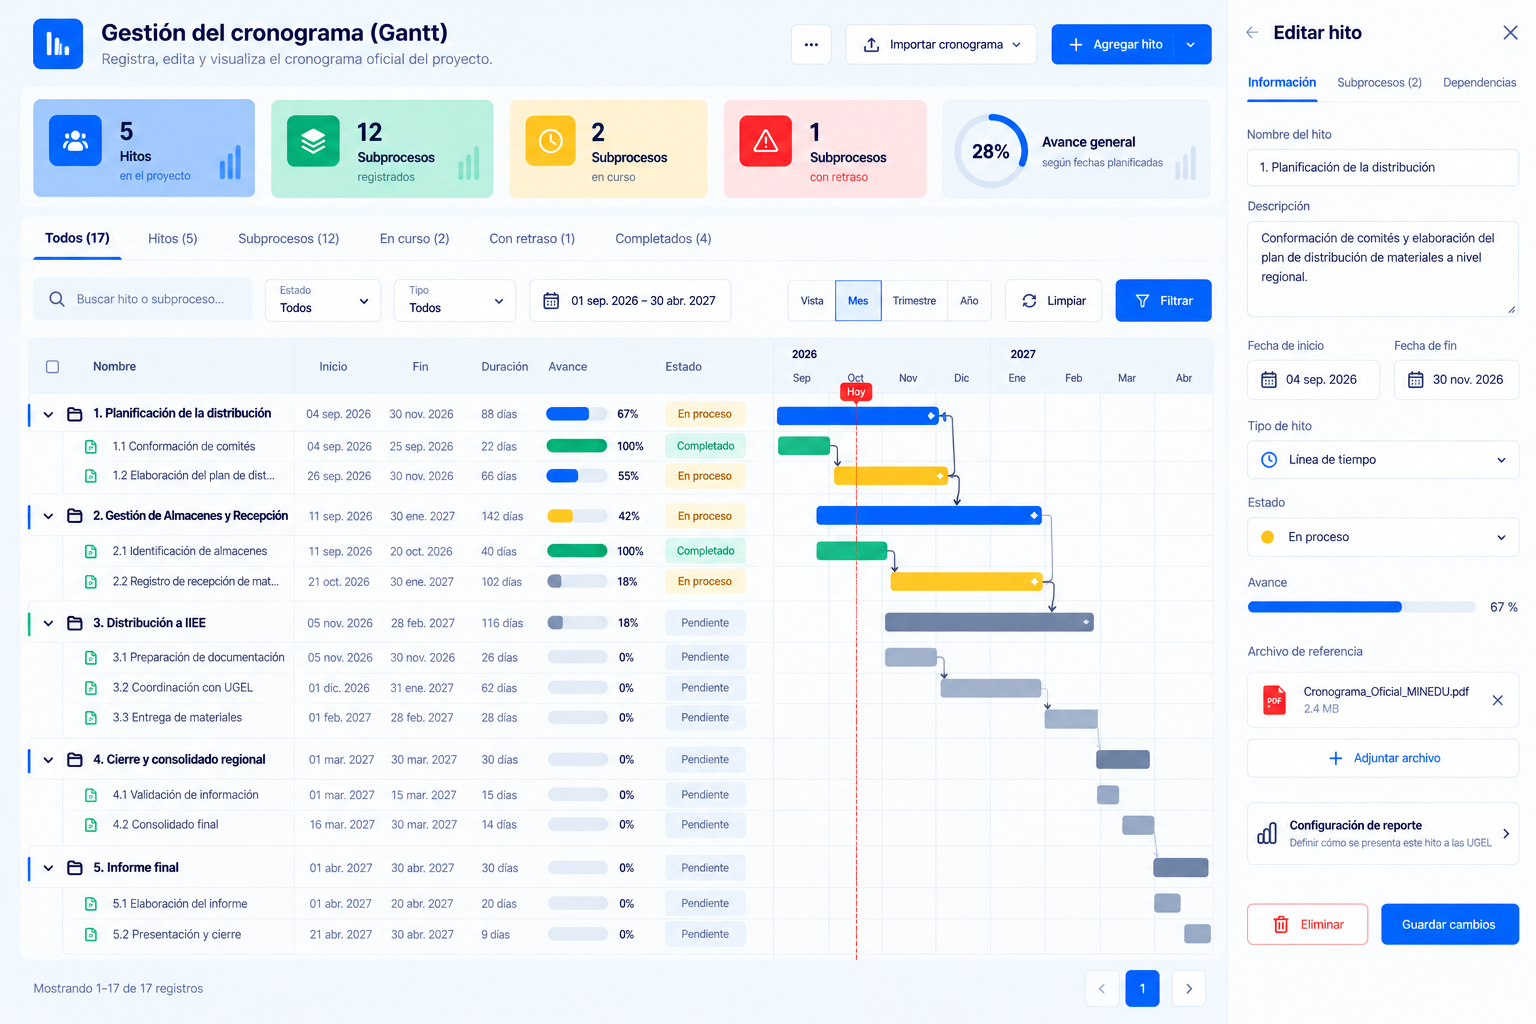 Gestión del cronograma (Gantt)
Registra, edita y visualiza el cronograma oficial del proyecto.
Importar cronograma
Agregar hito
5
Hitos
en el proyecto
12
Subprocesos
registrados
2
Subprocesos
en curso
1
Subprocesos
con retraso
28%
Avance general
según fechas planificadas
Todos (17) Hitos (5) Subprocesos (12) En curso (2) Con retraso (1) Completados (4)
Buscar hito o subproceso...
Estado
Todos
Tipo
Todos
01 sep. 2026 – 30 abr. 2027
Vista Mes Trimestre Año
Limpiar
Filtrar
Nombre Inicio Fin Duración Avance Estado
2026 2027
Sep Oct Nov Dic Ene Feb Mar Abr
Hoy
1. Planificación de la distribución 04 sep. 2026 30 nov. 2026 88 días 67% En proceso
1.1 Conformación de comités 04 sep. 2026 25 sep. 2026 22 días 100% Completado
1.2 Elaboración del plan de dist... 26 sep. 2026 30 nov. 2026 66 días 55% En proceso
2. Gestión de Almacenes y Recepción 11 sep. 2026 30 ene. 2027 142 días 42% En proceso
2.1 Identificación de almacenes 11 sep. 2026 20 oct. 2026 40 días 100% Completado
2.2 Registro de recepción de mat... 21 oct. 2026 30 ene. 2027 102 días 18% En proceso
3. Distribución a IIEE 05 nov. 2026 28 feb. 2027 116 días 18% Pendiente
3.1 Preparación de documentación 05 nov. 2026 30 nov. 2026 26 días 0% Pendiente
3.2 Coordinación con UGEL 01 dic. 2026 31 ene. 2027 62 días 0% Pendiente
3.3 Entrega de materiales 01 feb. 2027 28 feb. 2027 28 días 0% Pendiente
4. Cierre y consolidado regional 01 mar. 2027 30 mar. 2027 30 días 0% Pendiente
4.1 Validación de información 01 mar. 2027 15 mar. 2027 15 días 0% Pendiente
4.2 Consolidado final 16 mar. 2027 30 mar. 2027 14 días 0% Pendiente
5. Informe final 01 abr. 2027 30 abr. 2027 30 días 0% Pendiente
5.1 Elaboración del informe 01 abr. 2027 20 abr. 2027 20 días 0% Pendiente
5.2 Presentación y cierre 21 abr. 2027 30 abr. 2027 9 días 0% Pendiente
Mostrando 1–17 de 17 registros
1
Editar hito
Información Subprocesos (2) Dependencias
Nombre del hito
1. Planificación de la distribución
Descripción
Conformación de comités y elaboración del
plan de distribución de materiales a nivel
regional.
Fecha de inicio Fecha de fin
04 sep. 2026 30 nov. 2026
Tipo de hito
Línea de tiempo
Estado
En proceso
Avance
67 %
Archivo de referencia
PDF
Cronograma_Oficial_MINEDU.pdf
2.4 MB
Adjuntar archivo
Configuración de reporte
Definir cómo se presenta este hito a las UGEL
Eliminar
Guardar cambios